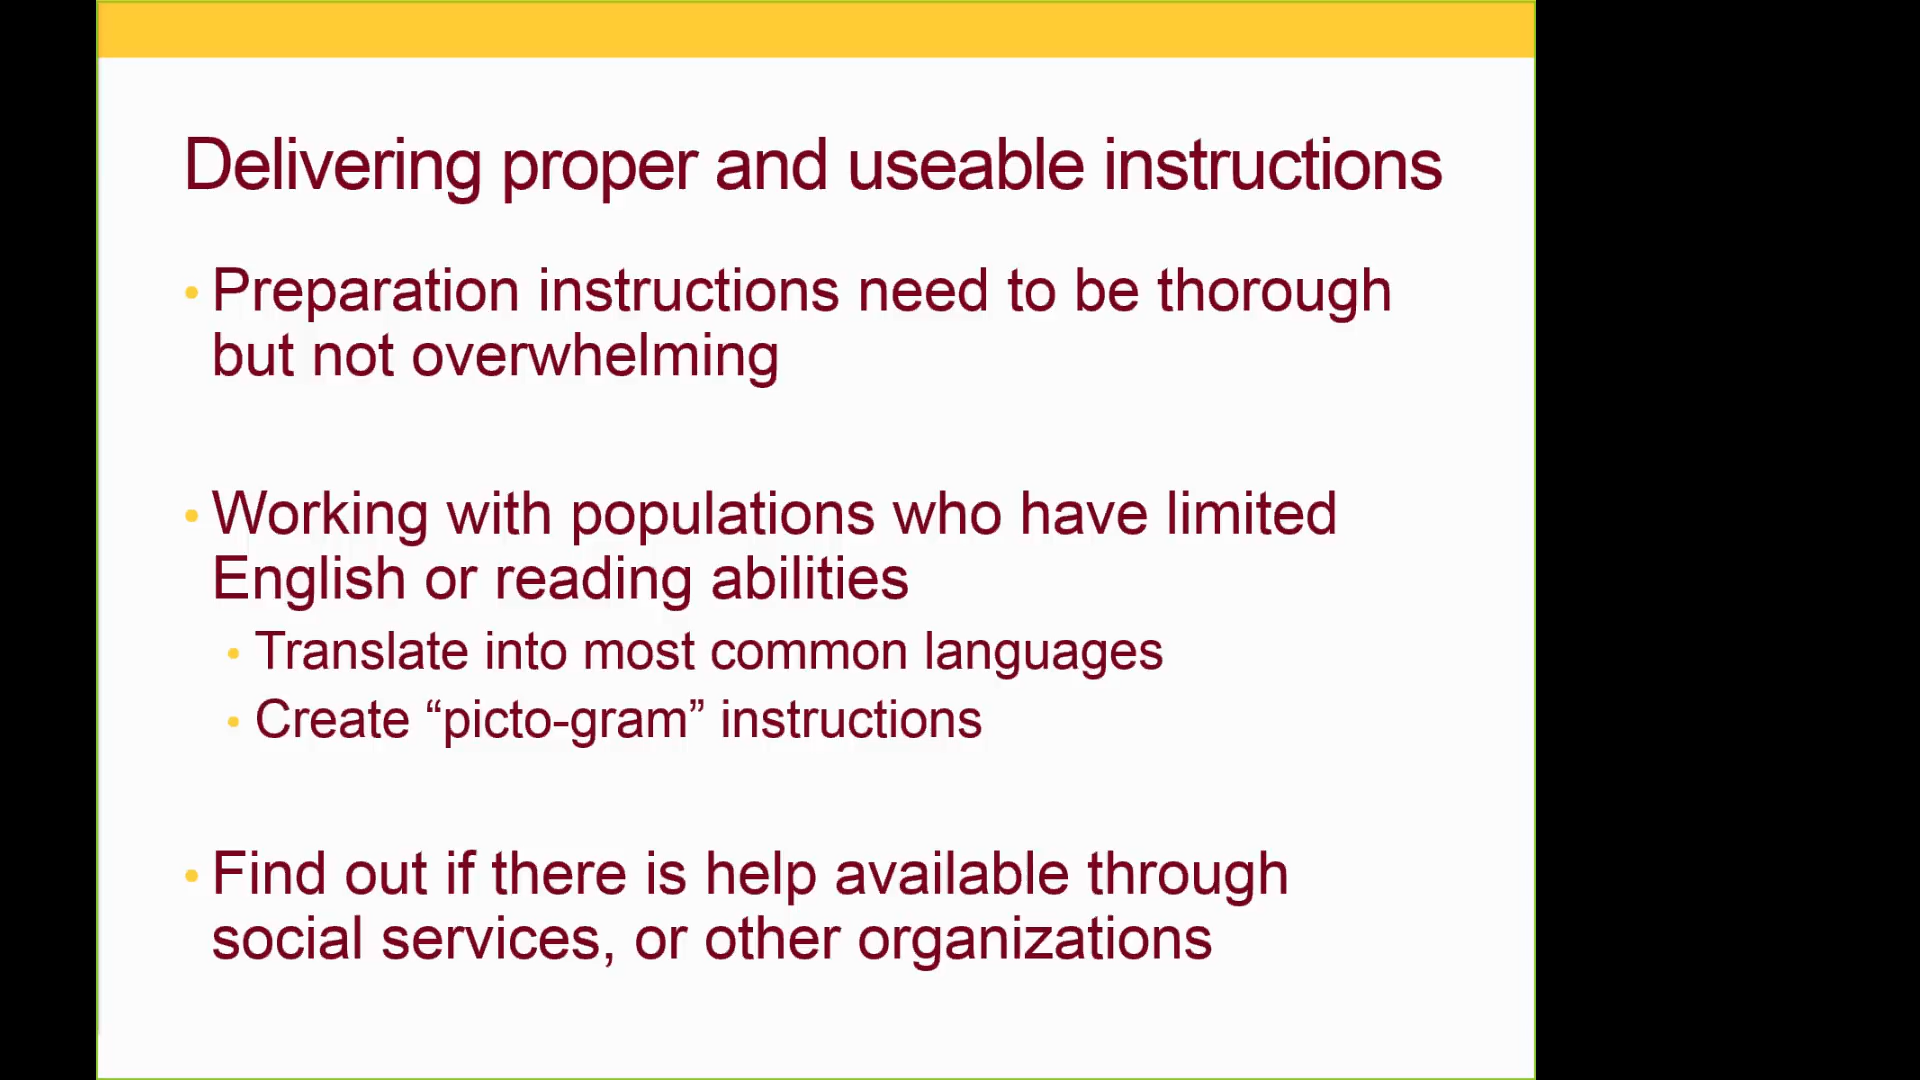 Delivering proper and useable instructions
• Preparation instructions need to be thorough
but not overwhelming
• Working with populations who have limited
English or reading abilities
• Translate into most common languages
• Create “picto-gram” instructions
• Find out if there is help available through
social services, or other organizations